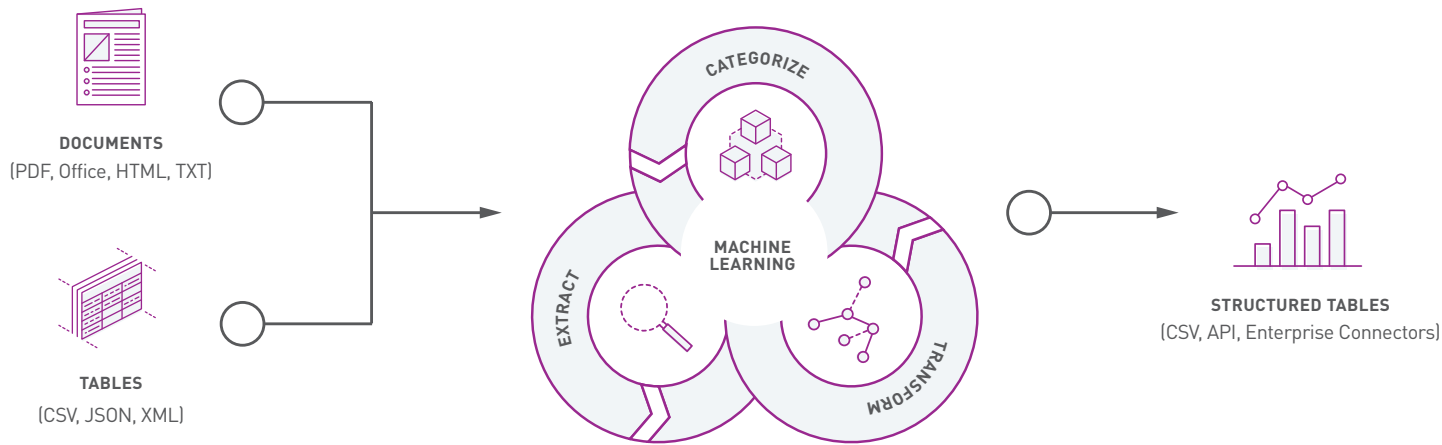 DOCUMENTS
(PDF, Office, HTML, TXT)
TABLES
(CSV, JSON, XML)
CATEGORIZE
EXTRACT
TRANSFORM
MACHINE
LEARNING
STRUCTURED TABLES
(CSV, API, Enterprise Connectors)